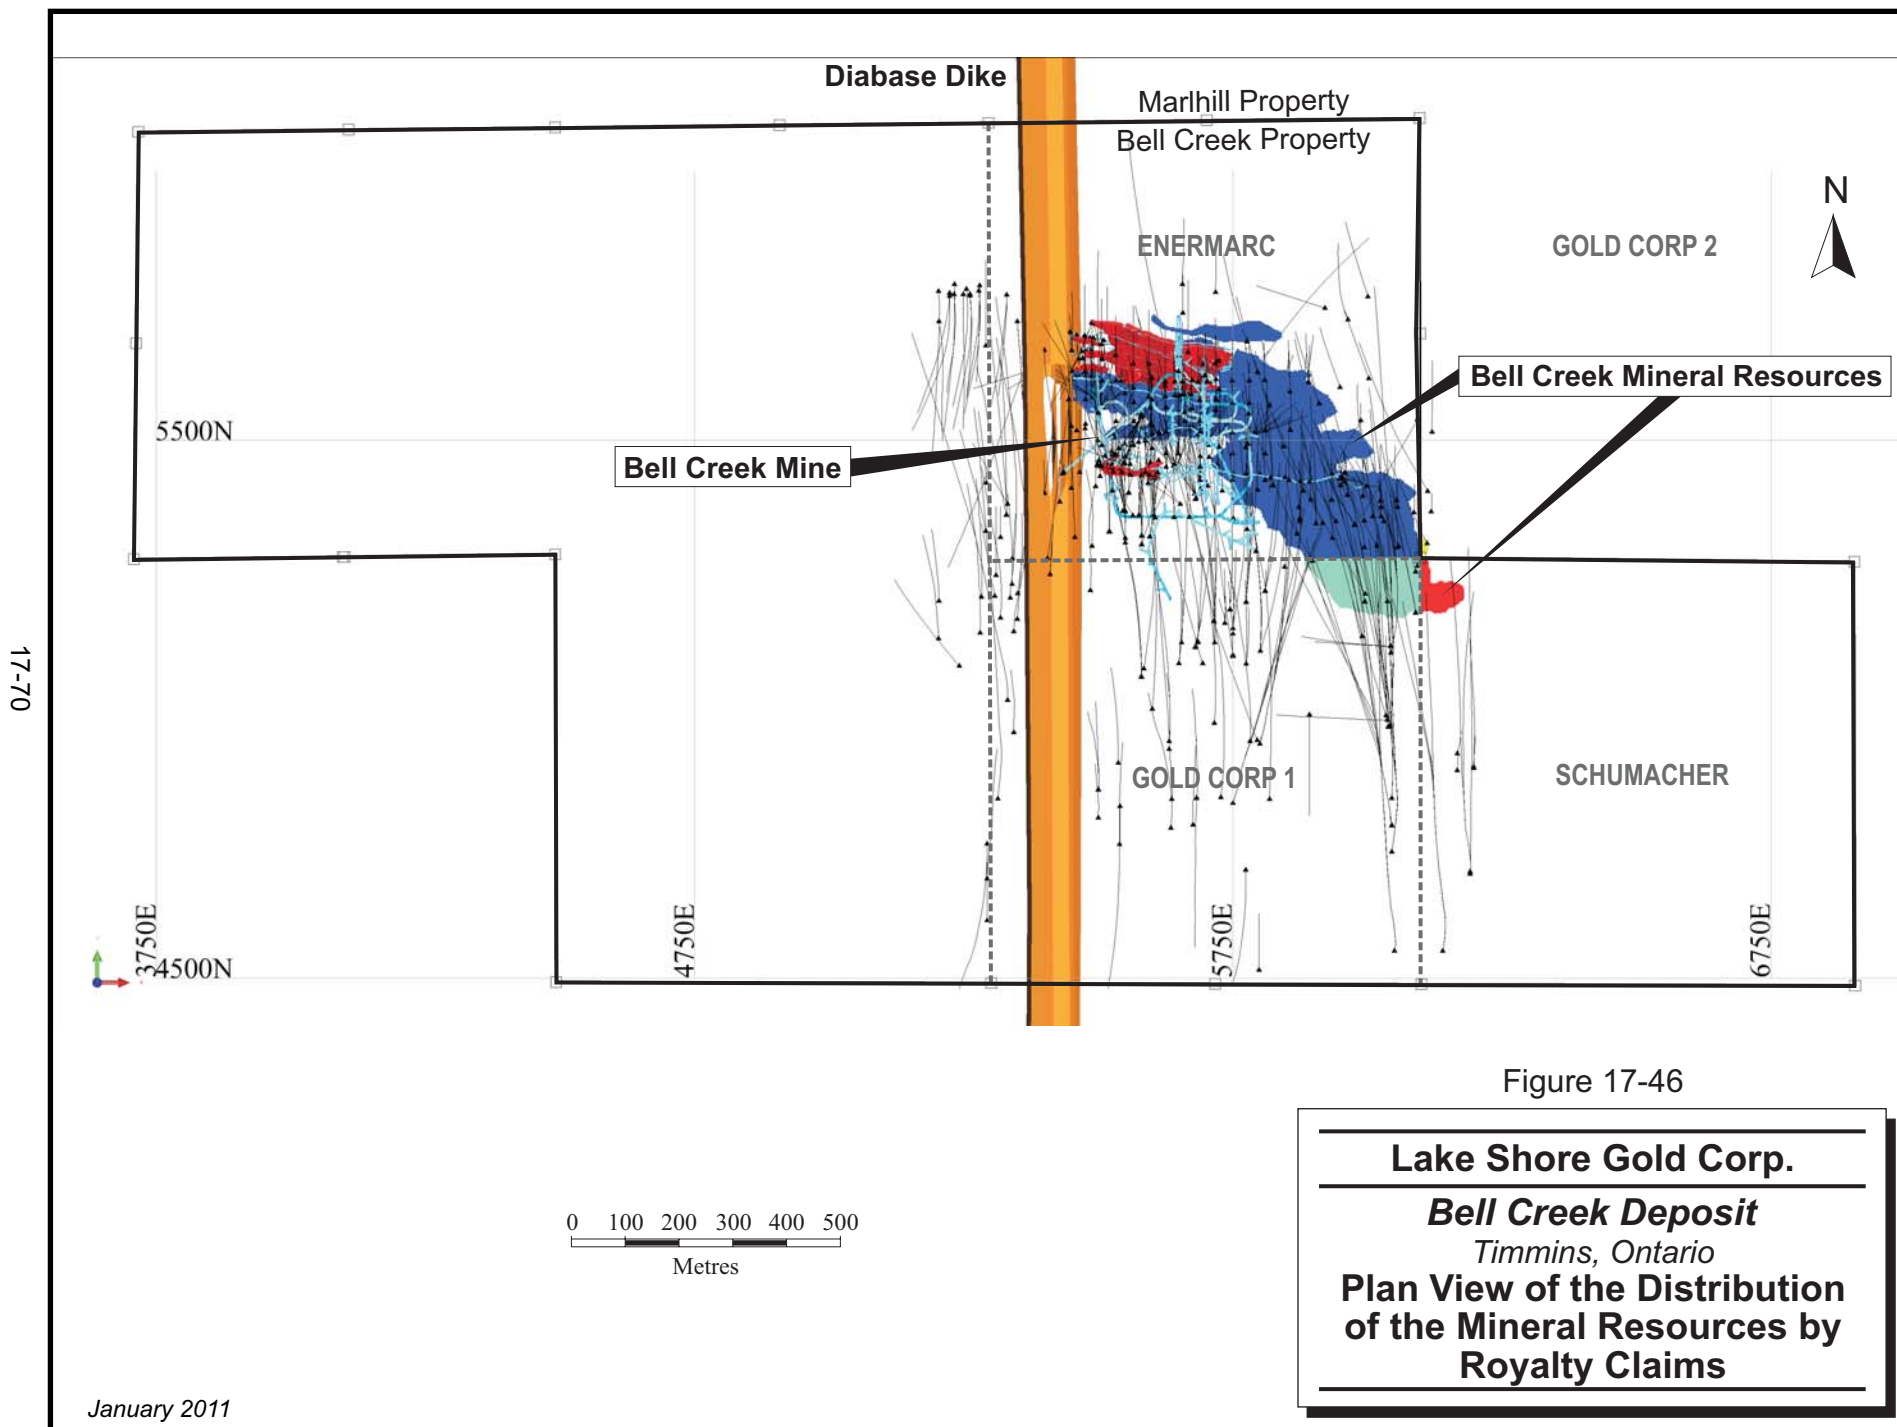 Diabase Dike
Marlhill Property
Bell Creek Property
N
ENERMARC
GOLD CORP 2
Bell Creek Mineral Resources
5500N
Bell Creek Mine
17-70
GOLD CORP 1
SCHUMACHER
3750E
4750E
5750E
6750E
4500N
Figure 17-46
Lake Shore Gold Corp.
Bell Creek Deposit
Timmins, Ontario
Plan View of the Distribution
of the Mineral Resources by
Royalty Claims
0 100 200 300 400 500
Metres
January 2011